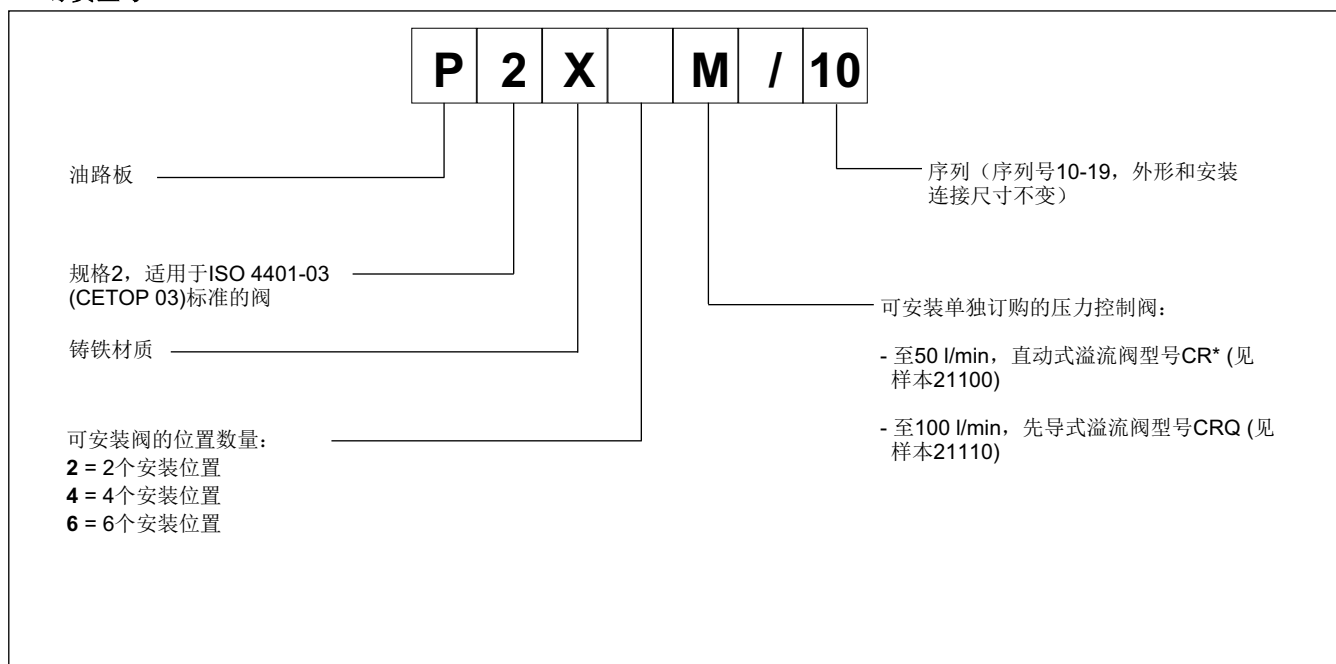 P 2 X M / 10
油路板
序列（序列号10-19，外形和安装
连接尺寸不变）
规格2，适用于ISO 4401-03
(CETOP 03)标准的阀
可安装单独订购的压力控制阀：
铸铁材质
- 至50 l/min，直动式溢流阀型号CR* (见
样本21100)
可安装阀的位置数量：
- 至100 l/min，先导式溢流阀型号CRQ (见
样本21110)
2 = 2个安装位置
4 = 4个安装位置
6 = 6个安装位置